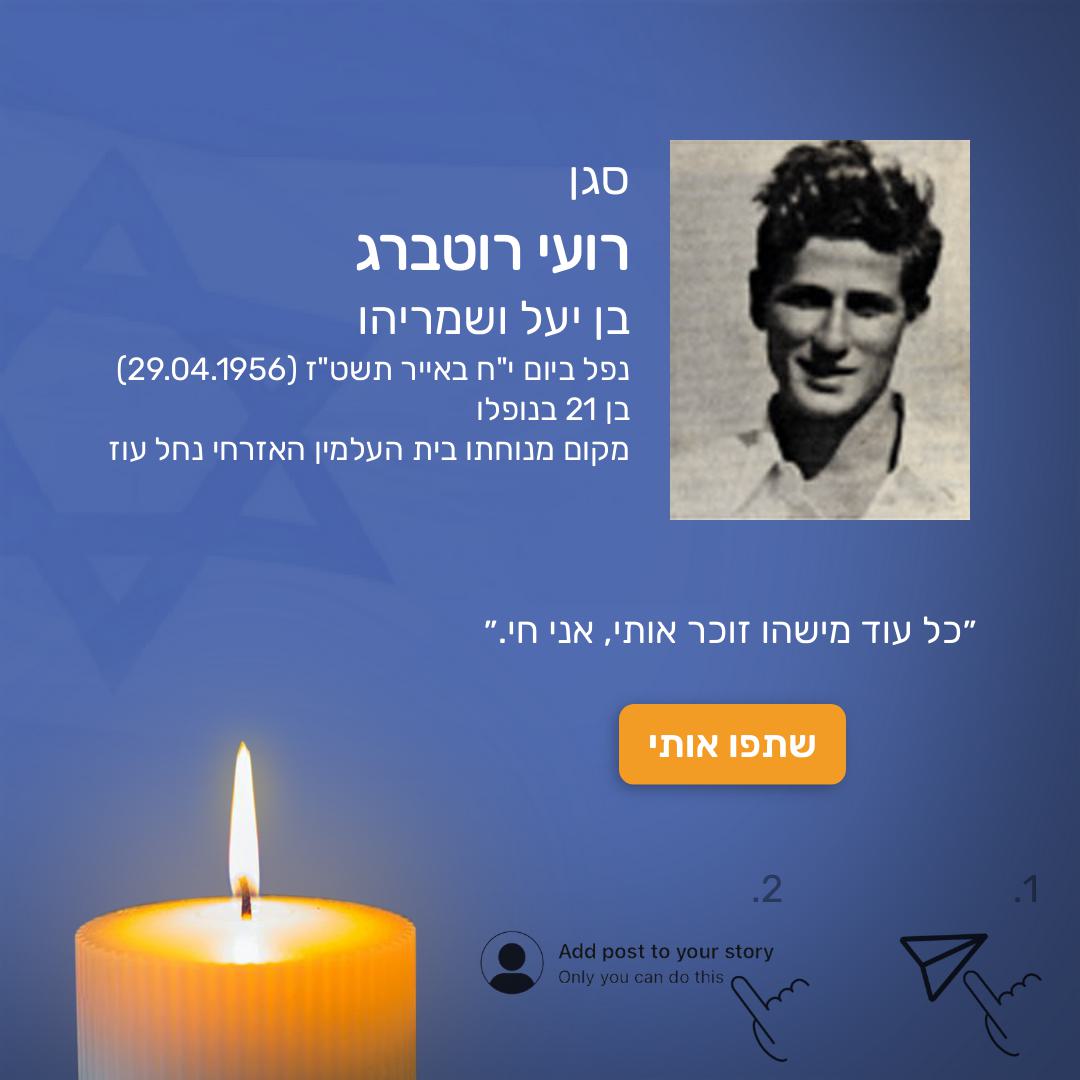 סגן
רועי רוטברג
בן יעל ושמריהו
נפל ביום י"ח באייר תשט"ז (29.04.1956)
בן 21 בנופלו
מקום מנוחתו בית העלמין האזרחי נחל עוז
״כל עוד מישהו זוכר אותי, אני חי.״
שתפו אותי
1.
2.
Add post to your story
Only you can do this